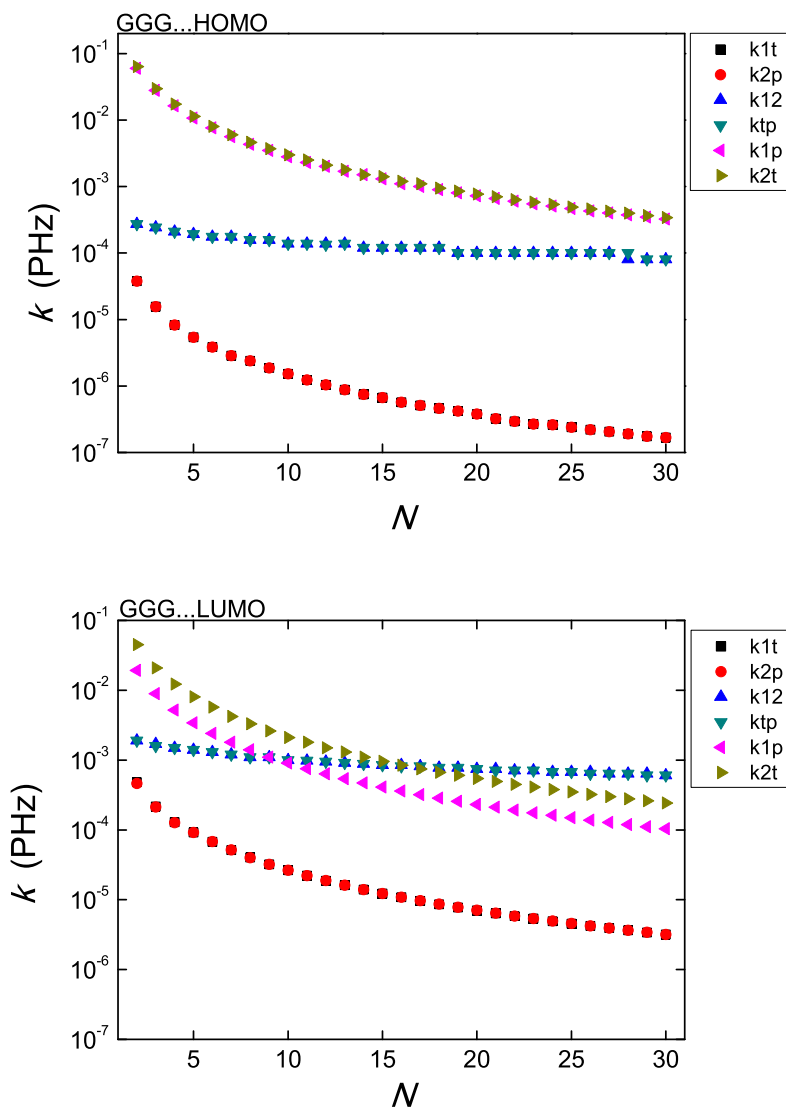 GGG...HOMO
k1t
k2p
k12
ktp
k1p
k2t
10⁻¹
10⁻²
10⁻³
10⁻⁴
10⁻⁵
10⁻⁶
10⁻⁷
k (PHz)
5 10 15 20 25 30
N
GGG...LUMO
k1t
k2p
k12
ktp
k1p
k2t
10⁻¹
10⁻²
10⁻³
10⁻⁴
10⁻⁵
10⁻⁶
10⁻⁷
k (PHz)
5 10 15 20 25 30
N